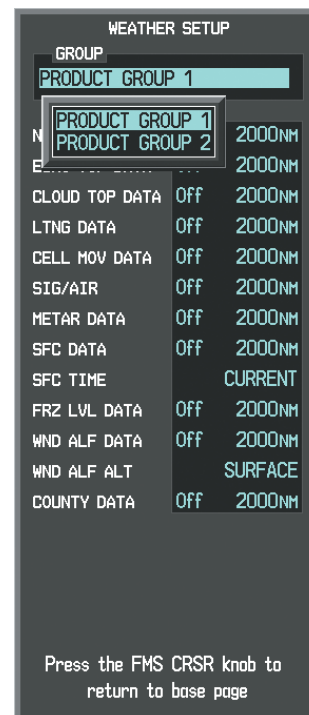 WEATHER SETUP
GROUP
PRODUCT GROUP 1
PRODUCT GROUP 1
PRODUCT GROUP 2
N 2000NM
2000NM
CLOUD TOP DATA Off 2000NM
LTNG DATA Off 2000NM
CELL MOV DATA Off 2000NM
SIG/AIR Off 2000NM
METAR DATA Off 2000NM
SFC DATA Off 2000NM
SFC TIME CURRENT
FRZ LVL DATA Off 2000NM
WND ALF DATA Off 2000NM
WND ALF ALT SURFACE
COUNTY DATA Off 2000NM
Press the FMS CRSR knob to
return to base page